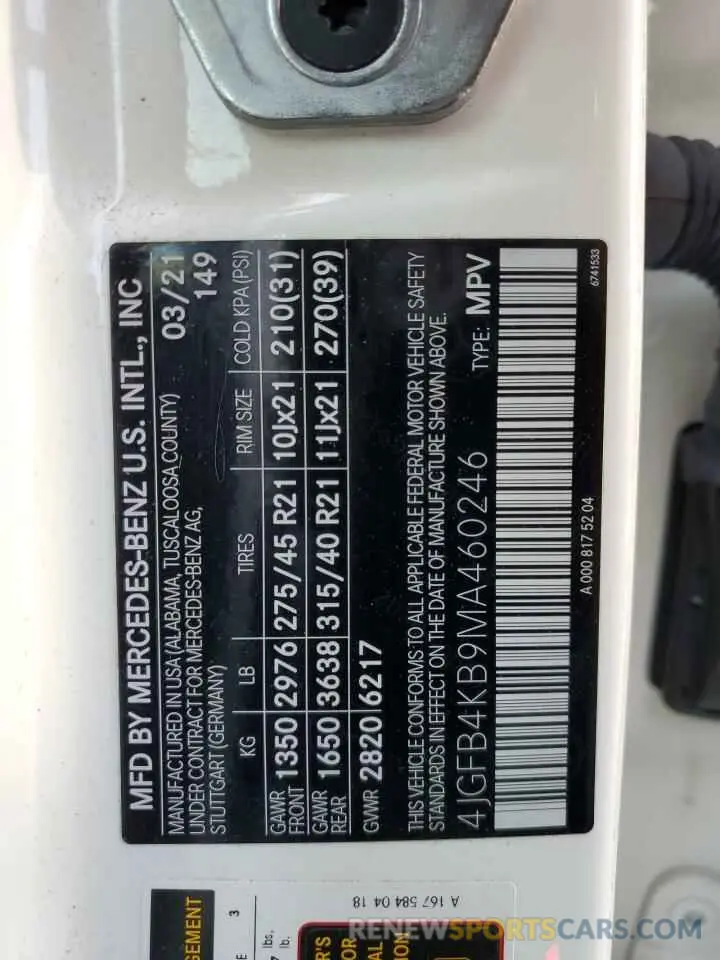 MFD BY MERCEDES-BENZ U.S. INTL., INC
MANUFACTURED IN USA (ALABAMA, TUSCALOOSA COUNTY) 03/21
UNDER CONTRACT FOR MERCEDES-BENZ AG, 149
STUTTGART (GERMANY)
KG LB TIRES RIM SIZE COLD KPA (PSI)
GAWR FRONT 1350 2976 275/45 R21 10Jx21 210(31)
GAWR REAR 1650 3638 315/40 R21 11Jx21 270(39)
GVWR 2820 6217
THIS VEHICLE CONFORMS TO ALL APPLICABLE FEDERAL MOTOR VEHICLE SAFETY
STANDARDS IN EFFECT ON THE DATE OF MANUFACTURE SHOWN ABOVE.
4JGFB4KB9MA460246 TYPE: MPV
A 000 817 52 04 6741533
A 167 584 04 18
GEMENT
3
lbs,
lb.
RENEWSPORTSCARS.COM